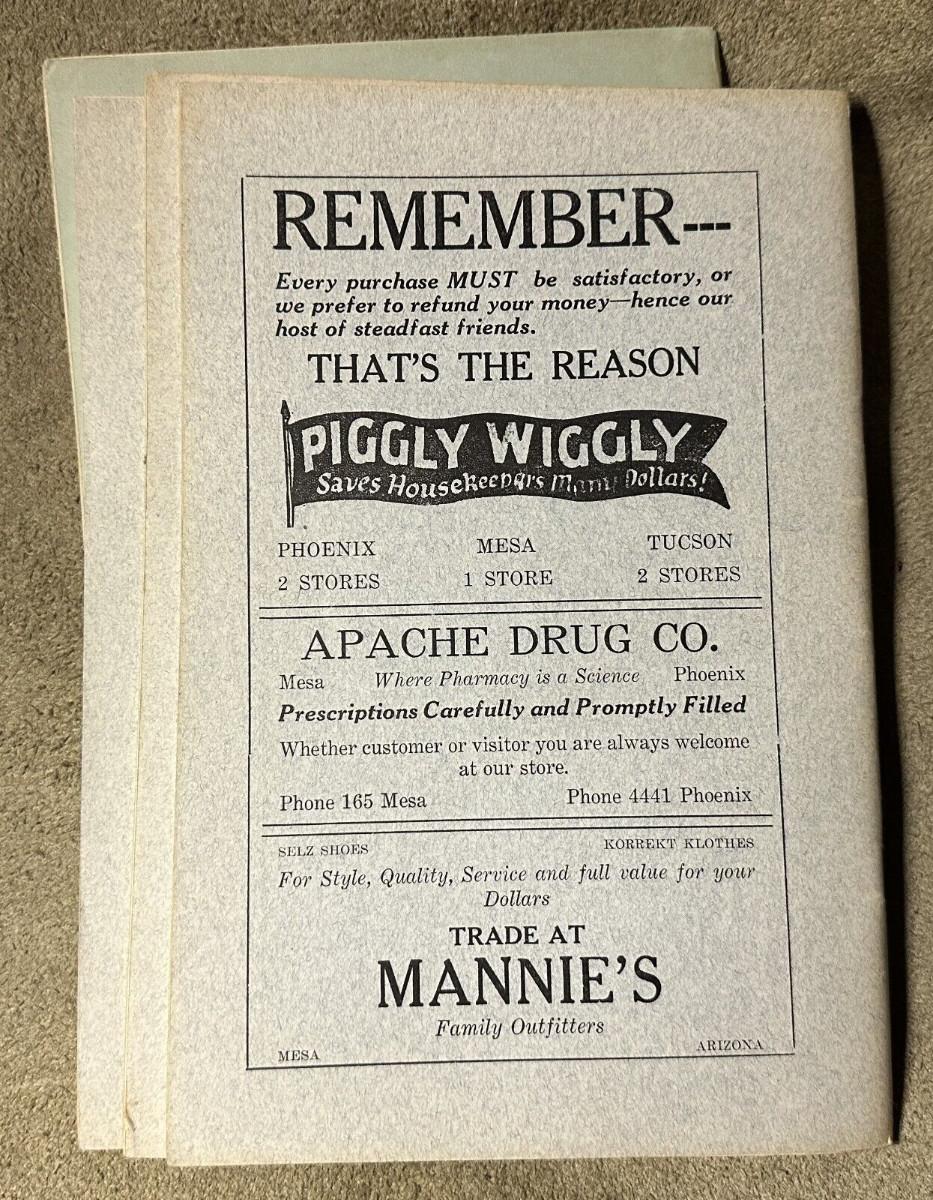 REMEMBER---
Every purchase MUST be satisfactory, or
we prefer to refund your money—hence our
host of steadfast friends.
THAT'S THE REASON
PIGGLY WIGGLY
Saves Housekeepers Many Dollars!
PHOENIX MESA TUCSON
2 STORES 1 STORE 2 STORES
APACHE DRUG CO.
Mesa Where Pharmacy is a Science Phoenix
Prescriptions Carefully and Promptly Filled
Whether customer or visitor you are always welcome
at our store.
Phone 165 Mesa Phone 4441 Phoenix
SELZ SHOES KORREKT KLOTHES
For Style, Quality, Service and full value for your
Dollars
TRADE AT
MANNIE'S
Family Outfitters
MESA ARIZONA